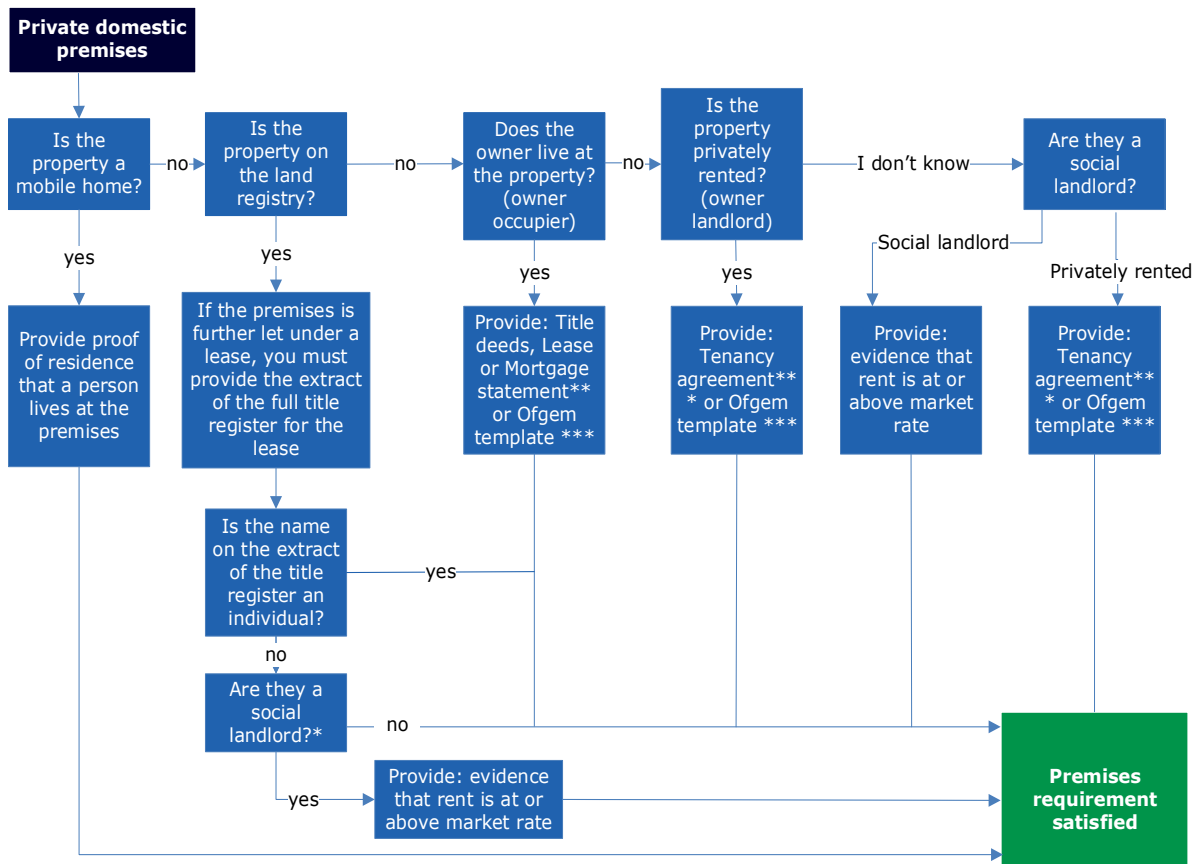 Private domestic
premises
Is the
property a
mobile home?
no
Is the
property on
the land
registry?
no
Does the
owner live at
the property?
(owner
occupier)
no
Is the
property
privately
rented?
(owner
landlord)
I don’t know
Are they a
social
landlord?
yes
yes
yes
yes
Social landlord
Privately rented
Provide proof
of residence
that a person
lives at the
premises
If the premises is
further let under a
lease, you must
provide the extract
of the full title
register for the
lease
Provide: Title
deeds, Lease
or Mortgage
statement**
or Ofgem
template ***
Provide:
Tenancy
agreement**
* or Ofgem
template ***
Provide:
evidence that
rent is at or
above market
rate
Provide:
Tenancy
agreement**
* or Ofgem
template ***
Is the name
on the extract
of the title
register an
individual?
yes
no
Are they a
social
landlord?*
no
yes
Provide: evidence
that rent is at or
above market rate
Premises
requirement
satisfied